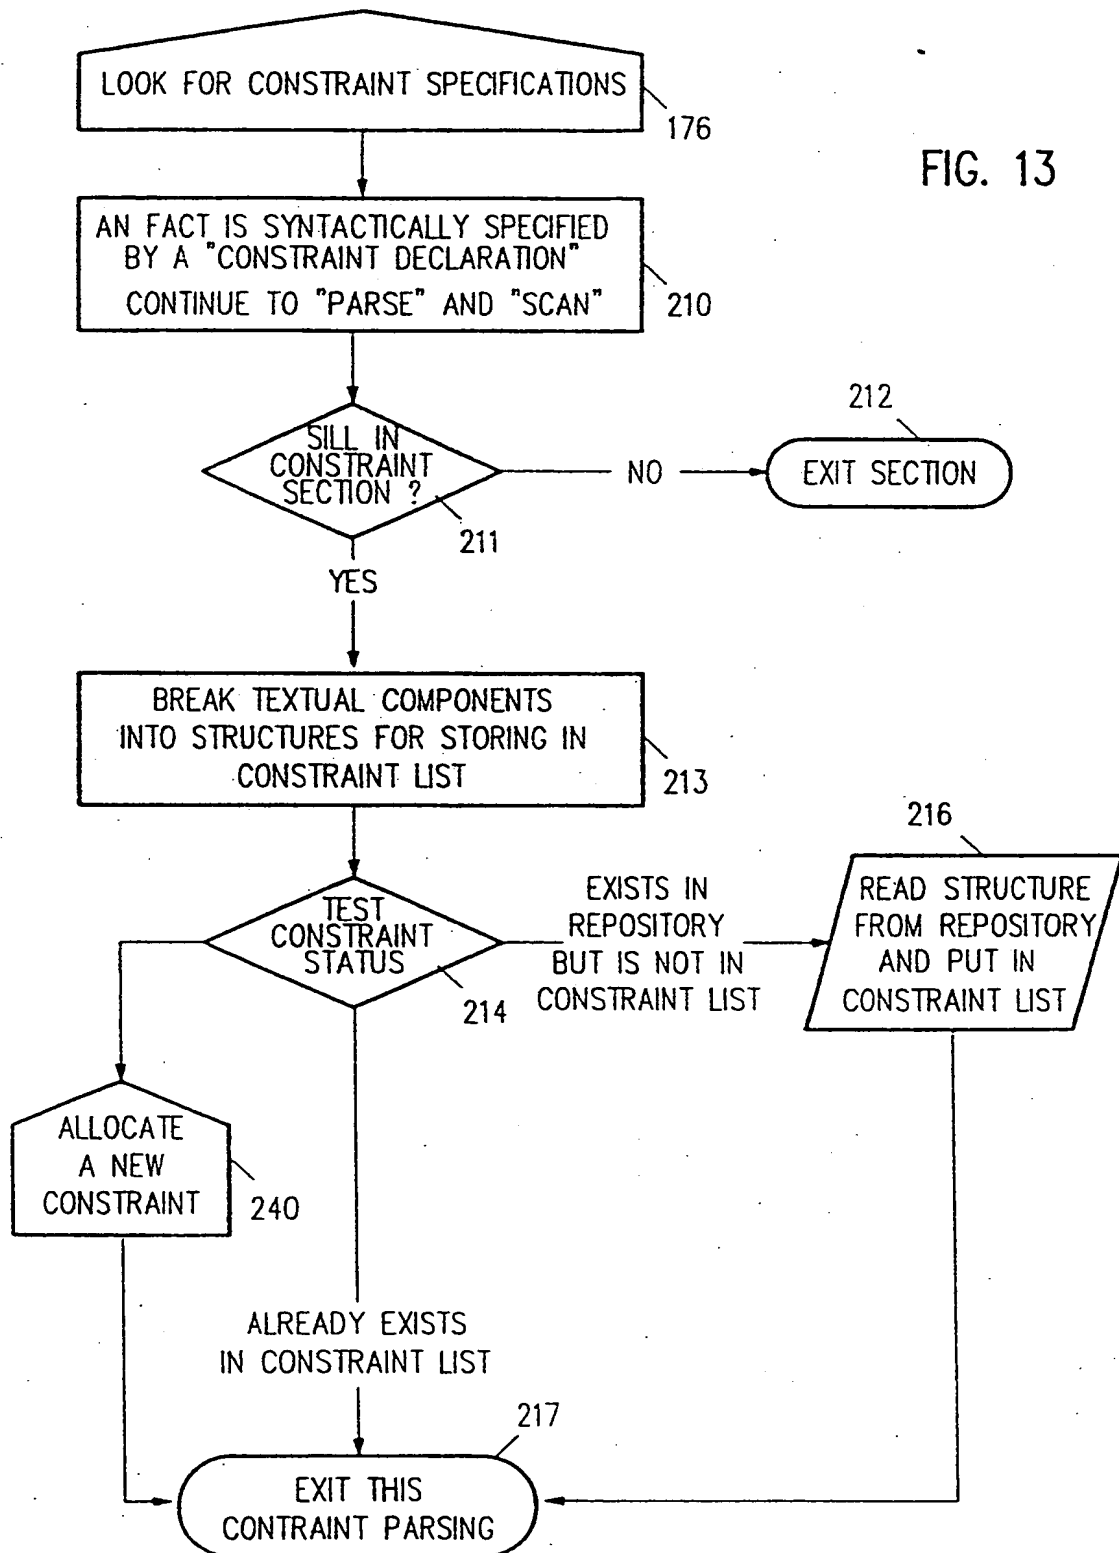 LOOK FOR CONSTRAINT SPECIFICATIONS
176
FIG. 13
AN FACT IS SYNTACTICALLY SPECIFIED
BY A "CONSTRAINT DECLARATION"
CONTINUE TO "PARSE" AND "SCAN"
210
SILL IN
CONSTRAINT
SECTION ?
211
NO
212
EXIT SECTION
YES
BREAK TEXTUAL COMPONENTS
INTO STRUCTURES FOR STORING IN
CONSTRAINT LIST
213
TEST
CONSTRAINT
STATUS
214
EXISTS IN
REPOSITORY
BUT IS NOT IN
CONSTRAINT LIST
216
READ STRUCTURE
FROM REPOSITORY
AND PUT IN
CONSTRAINT LIST
ALLOCATE
A NEW
CONSTRAINT
240
ALREADY EXISTS
IN CONSTRAINT LIST
217
EXIT THIS
CONTRAINT PARSING